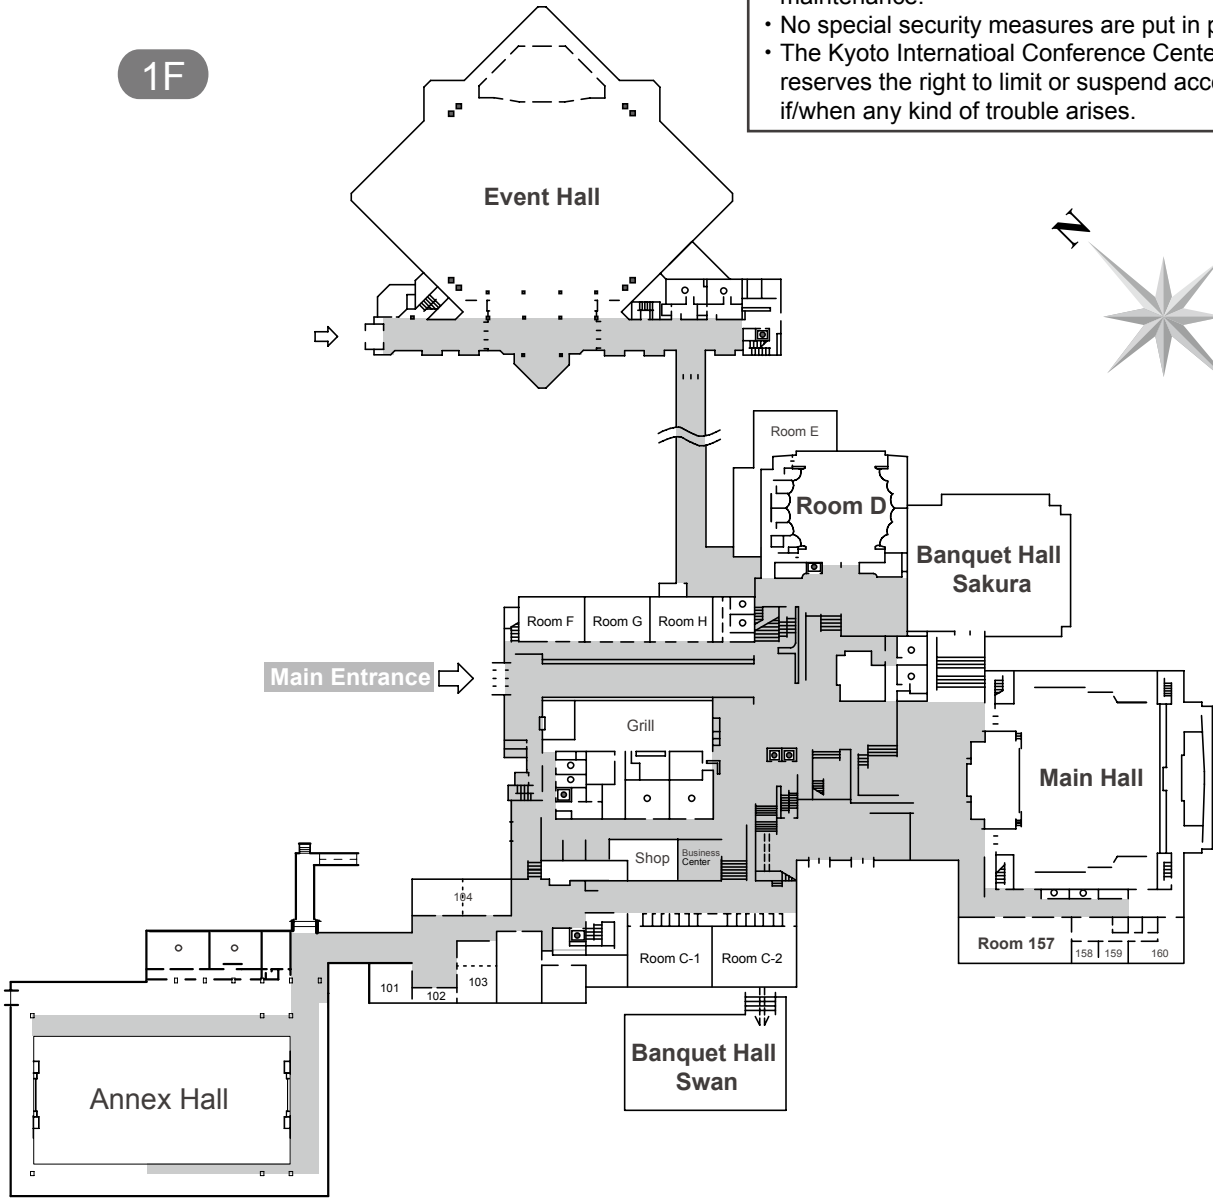 maintenance.
・No special security measures are put in p
・The Kyoto Internatioal Conference Cente
reserves the right to limit or suspend acc
if/when any kind of trouble arises.
1F
Event Hall
N
Room E
Room D
Banquet Hall
Sakura
Room F
Room G
Room H
Main Entrance
Grill
Main Hall
Shop
Business
Center
104
Room C-1
Room C-2
Room 157
158
159
160
101
102
103
Banquet Hall
Swan
Annex Hall